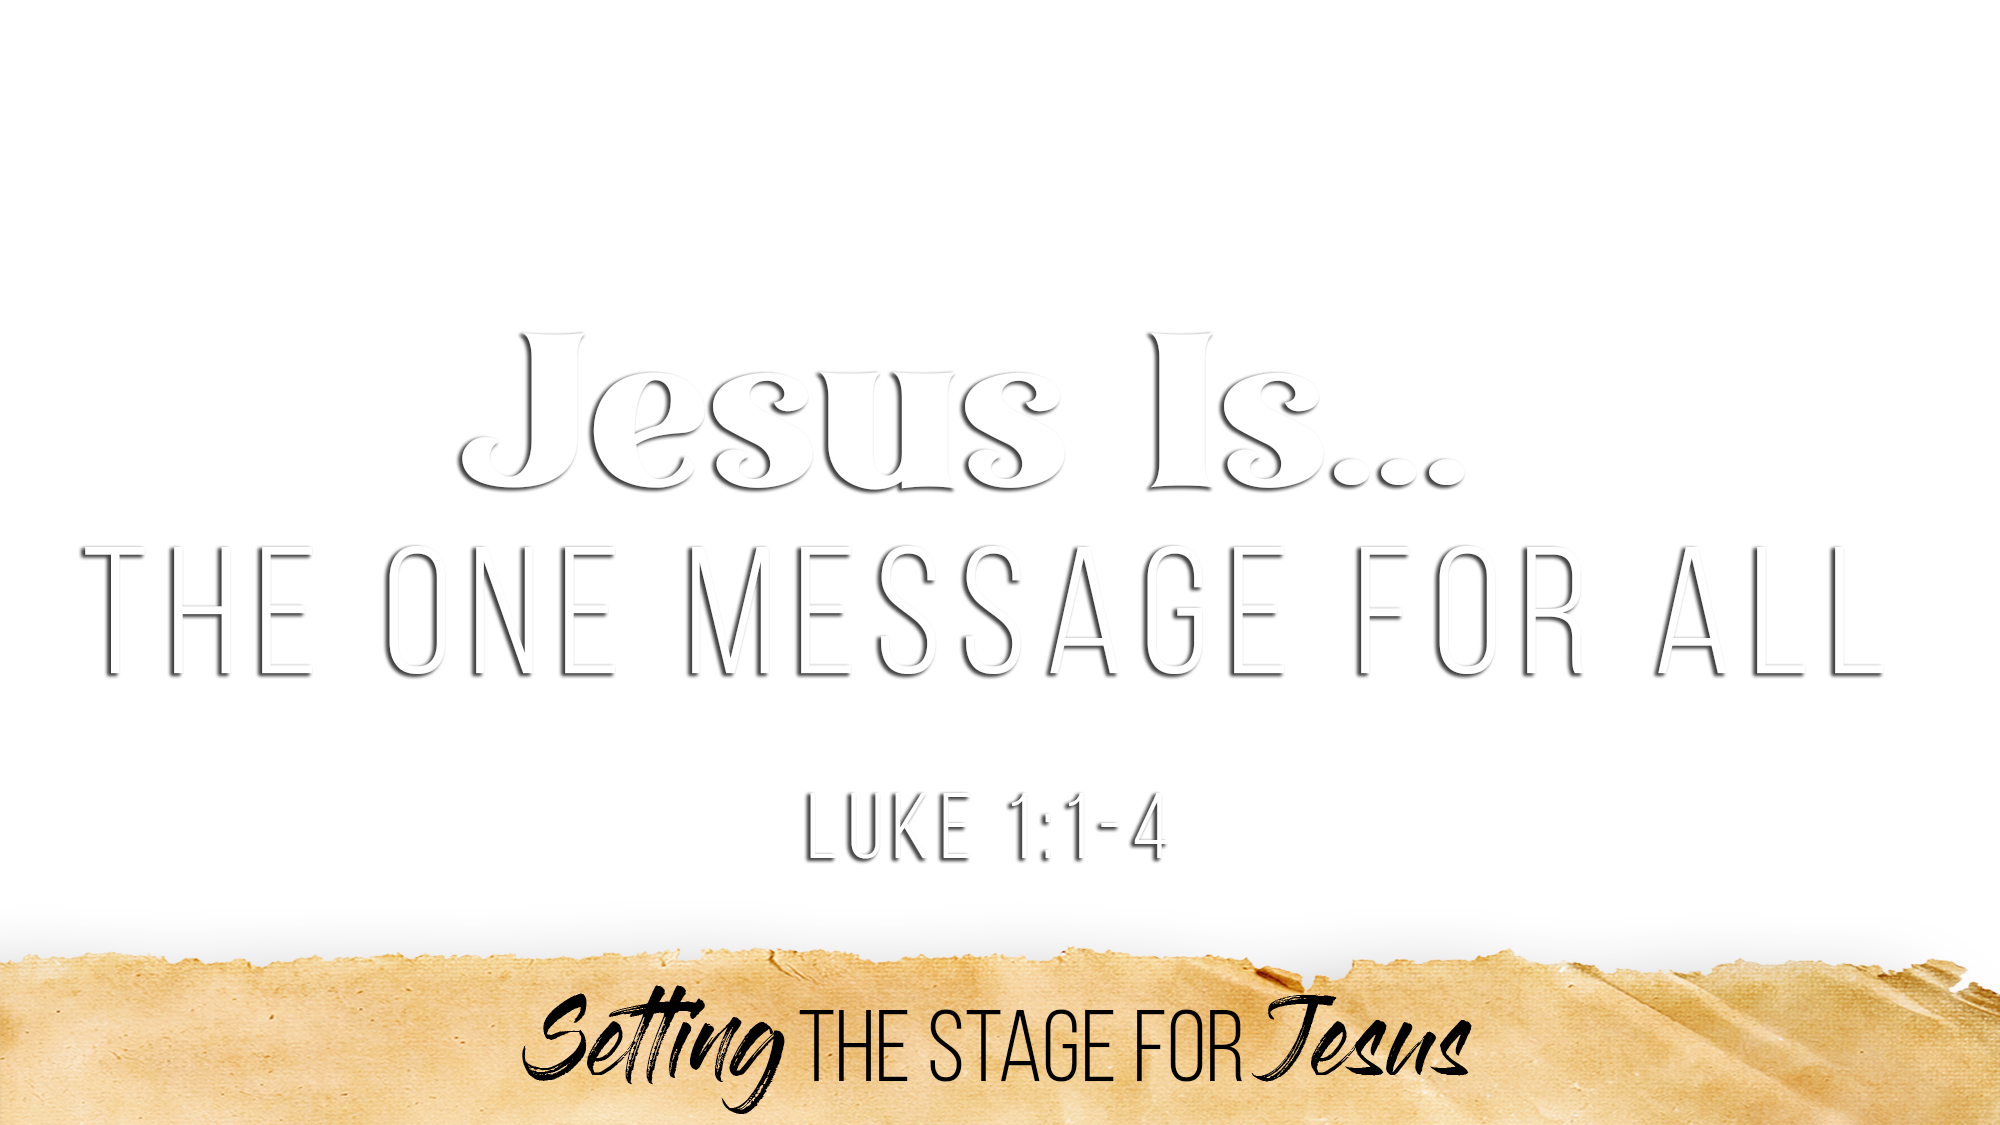 Jesus Is...
THE ONE MESSAGE FOR ALL
LUKE 1:1-4
Setting THE STAGE FOR Jesus